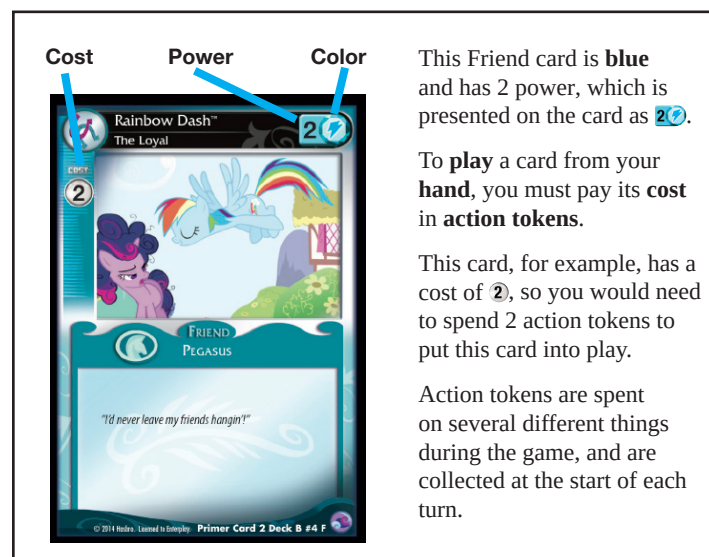 Cost Power Color
Rainbow Dash™
The Loyal
2
COST
2
FRIEND
PEGASUS
"I'd never leave my friends hangin'!"
© 2014 Hasbro. Licensed to Enterplay. Primer Card 2 Deck B #4 F
This Friend card is blue
and has 2 power, which is
presented on the card as 2.
To play a card from your
hand, you must pay its cost
in action tokens.
This card, for example, has a
cost of 2, so you would need
to spend 2 action tokens to
put this card into play.
Action tokens are spent
on several different things
during the game, and are
collected at the start of each
turn.